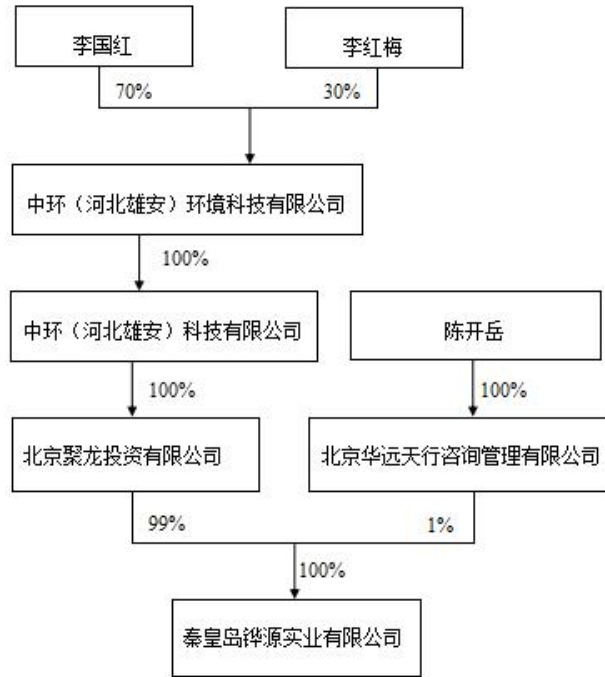 李国红
李红梅
70%
30%
中环（河北雄安）环境科技有限公司
100%
中环（河北雄安）科技有限公司
陈开岳
100%
100%
北京聚龙投资有限公司
北京华远天行咨询管理有限公司
99%
1%
100%
秦皇岛铧源实业有限公司